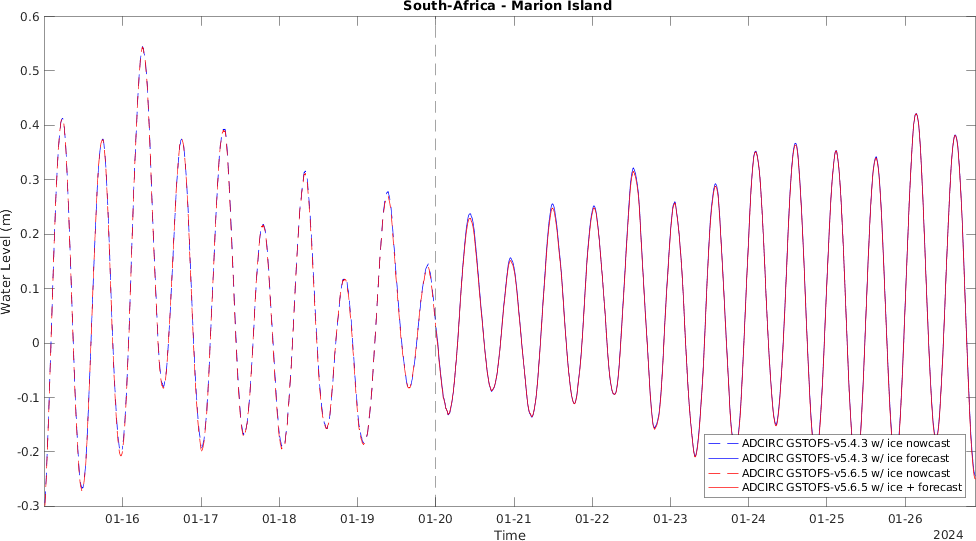 South-Africa - Marion Island
0.6
0.5
0.4
0.3
0.2
0.1
0
-0.1
-0.2
-0.3
Water Level (m)
ADCIRC GSTOFS-v5.4.3 w/ ice nowcast
ADCIRC GSTOFS-v5.4.3 w/ ice forecast
ADCIRC GSTOFS-v5.6.5 w/ ice nowcast
ADCIRC GSTOFS-v5.6.5 w/ ice + forecast
01-16 01-17 01-18 01-19 01-20 01-21 01-22 01-23 01-24 01-25 01-26
Time
2024